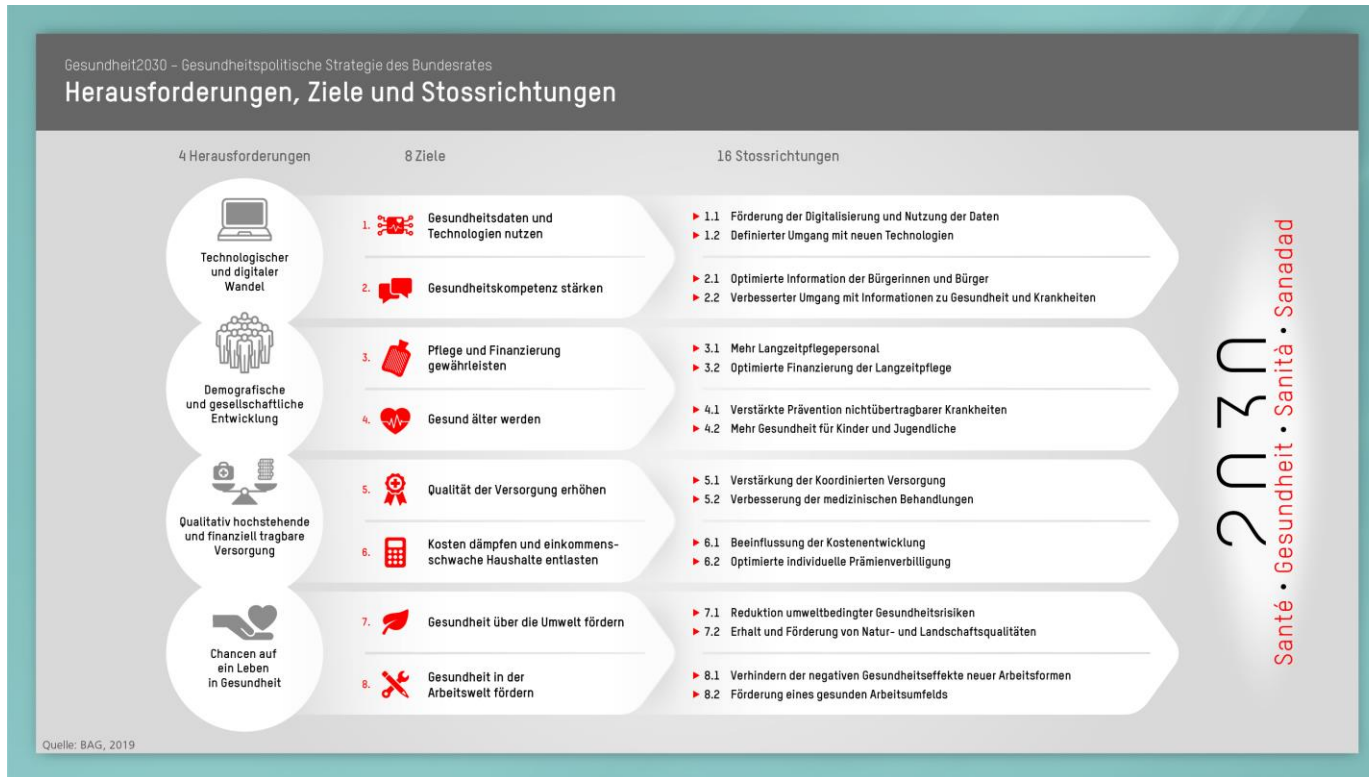 Gesundheit2030 – Gesundheitspolitische Strategie des Bundesrates
Herausforderungen, Ziele und Stossrichtungen
4 Herausforderungen
8 Ziele
16 Stossrichtungen
Technologischer
und digitaler
Wandel
1. Gesundheitsdaten und
Technologien nutzen
▶ 1.1 Förderung der Digitalisierung und Nutzung der Daten
▶ 1.2 Definierter Umgang mit neuen Technologien
2. Gesundheitskompetenz stärken
▶ 2.1 Optimierte Information der Bürgerinnen und Bürger
▶ 2.2 Verbesserter Umgang mit Informationen zu Gesundheit und Krankheiten
Demografische
und gesellschaftliche
Entwicklung
3. Pflege und Finanzierung
gewährleisten
▶ 3.1 Mehr Langzeitpflegepersonal
▶ 3.2 Optimierte Finanzierung der Langzeitpflege
4. Gesund älter werden
▶ 4.1 Verstärkte Prävention nichtübertragbarer Krankheiten
▶ 4.2 Mehr Gesundheit für Kinder und Jugendliche
Qualitativ hochstehende
und finanziell tragbare
Versorgung
5. Qualität der Versorgung erhöhen
▶ 5.1 Verstärkung der Koordinierten Versorgung
▶ 5.2 Verbesserung der medizinischen Behandlungen
6. Kosten dämpfen und einkommens-
schwache Haushalte entlasten
▶ 6.1 Beeinflussung der Kostenentwicklung
▶ 6.2 Optimierte individuelle Prämienverbilligung
Chancen auf
ein Leben
in Gesundheit
7. Gesundheit über die Umwelt fördern
▶ 7.1 Reduktion umweltbedingter Gesundheitsrisiken
▶ 7.2 Erhalt und Förderung von Natur- und Landschaftsqualitäten
8. Gesundheit in der
Arbeitswelt fördern
▶ 8.1 Verhindern der negativen Gesundheitseffekte neuer Arbeitsformen
▶ 8.2 Förderung eines gesunden Arbeitsumfelds
2030
Santé • Gesundheit • Sanità • Sanadad
Quelle: BAG, 2019